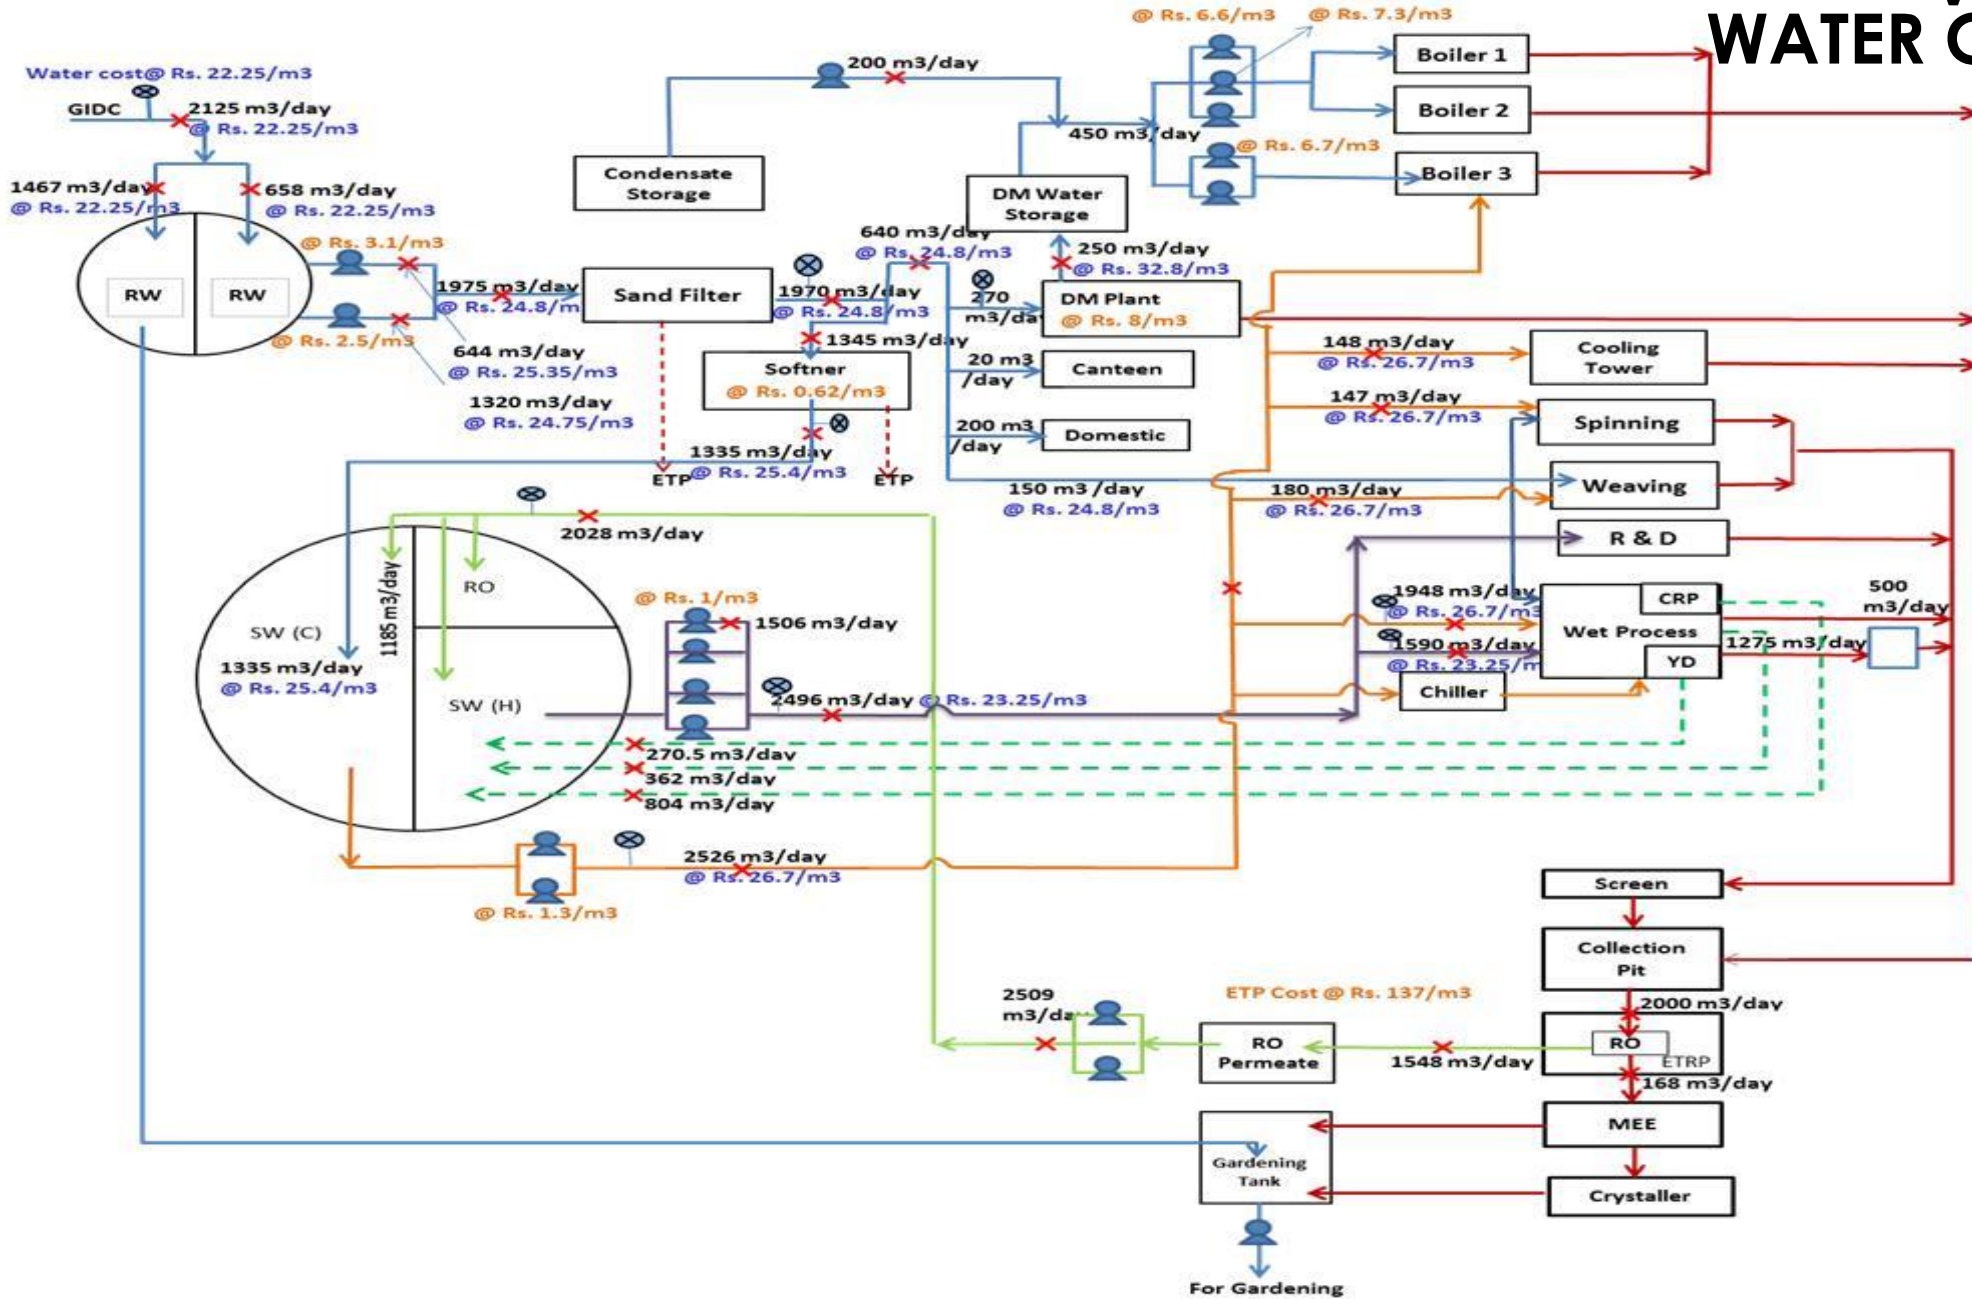 WATER
@ Rs. 6.6/m3
@ Rs. 7.3/m3
Water cost@ Rs. 22.25/m3
GIDC
2125 m3/day
@ Rs. 22.25/m3
200 m3/day
Boiler 1
Boiler 2
450 m3/day
@ Rs. 6.7/m3
Boiler 3
Condensate
Storage
DM Water
Storage
1467 m3/day
@ Rs. 22.25/m3
658 m3/day
@ Rs. 22.25/m3
@ Rs. 3.1/m3
RW
RW
@ Rs. 2.5/m3
1975 m3/day
@ Rs. 24.8/m
Sand Filter
1970 m3/day
@ Rs. 24.8/m3
640 m3/day
@ Rs. 24.8/m3
250 m3/day
@ Rs. 32.8/m3
270
m3/da
DM Plant
@ Rs. 8/m3
644 m3/day
@ Rs. 25.35/m3
1320 m3/day
@ Rs. 24.75/m3
1345 m3/day
Softner
@ Rs. 0.62/m3
20 m3
/day
Canteen
200 m3
/day
Domestic
148 m3/day
@ Rs. 26.7/m3
Cooling
Tower
147 m3/day
@ Rs. 26.7/m3
Spinning
1335 m3/day
@ Rs. 25.4/m3
ETP
ETP
150 m3 /day
@ Rs. 24.8/m3
180 m3/day
@ Rs. 26.7/m3
Weaving
R & D
2028 m3/day
1185 m3/day
RO
SW (C)
1335 m3/day
@ Rs. 25.4/m3
SW (H)
@ Rs. 1/m3
1506 m3/day
2496 m3/day @ Rs. 23.25/m3
1948 m3/day
@ Rs. 26.7/m3
1590 m3/day
@ Rs. 23.25/m
CRP
Wet Process
YD
Chiller
500
m3/day
1275 m3/day
270.5 m3/day
362 m3/day
804 m3/day
2526 m3/day
@ Rs. 26.7/m3
@ Rs. 1.3/m3
Screen
Collection
Pit
2000 m3/day
2509
m3/da
ETP Cost @ Rs. 137/m3
RO
Permeate
1548 m3/day
RO
ETRP
168 m3/day
MEE
Gardening
Tank
Crystaller
For Gardening